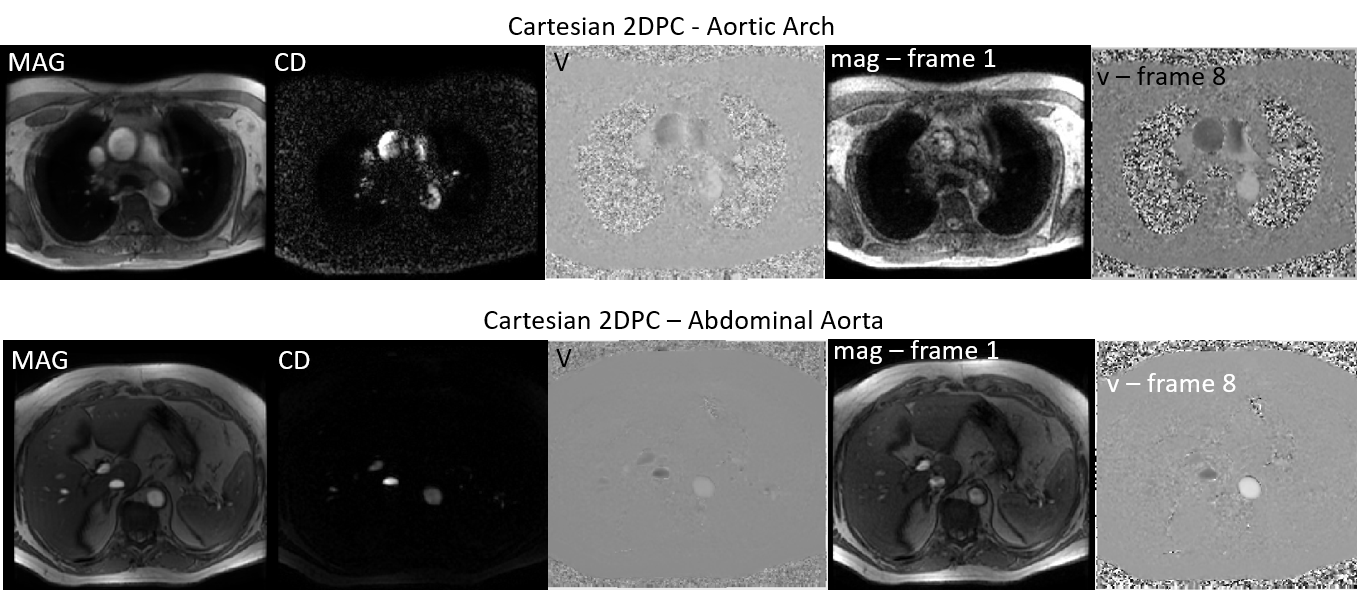 Cartesian 2DPC - Aortic Arch
MAG
CD
V
mag – frame 1
v – frame 8
Cartesian 2DPC – Abdominal Aorta
MAG
CD
V
mag – frame 1
v – frame 8